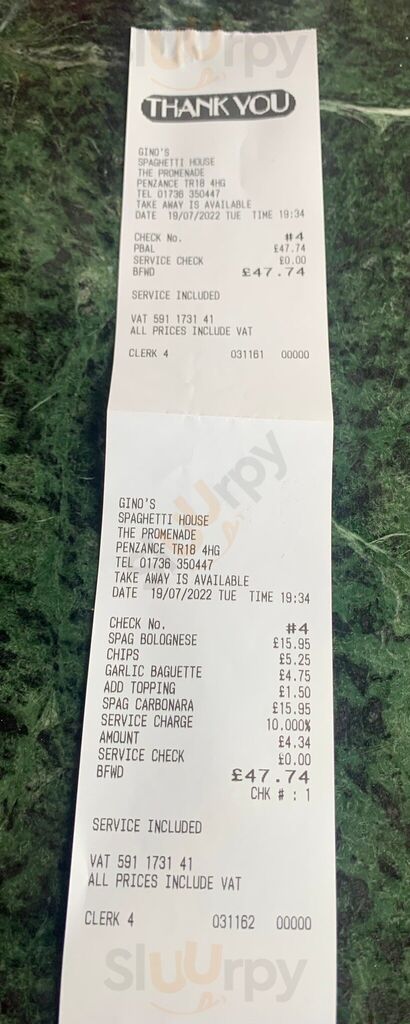 Sluurpy
THANK YOU
GINO'S
SPAGHETTI HOUSE
THE PROMENADE
PENZANCE TR18 4HG
TEL 01736 350447
TAKE AWAY IS AVAILABLE
DATE 19/07/2022 TUE TIME 19:34
CHECK No. #4
PBAL £47.74
SERVICE CHECK £0.00
BFWD £47.74
SERVICE INCLUDED
VAT 591 1731 41
ALL PRICES INCLUDE VAT
CLERK 4 031161 00000
Sluurpy
GINO'S
SPAGHETTI HOUSE
THE PROMENADE
PENZANCE TR18 4HG
TEL 01736 350447
TAKE AWAY IS AVAILABLE
DATE 19/07/2022 TUE TIME 19:34
CHECK No. #4
SPAG BOLOGNESE £15.95
CHIPS £5.25
GARLIC BAGUETTE £4.75
ADD TOPPING £1.50
SPAG CARBONARA £15.95
SERVICE CHARGE 10.000%
AMOUNT £4.34
SERVICE CHECK £0.00
BFWD £47.74
CHK # : 1
SERVICE INCLUDED
VAT 591 1731 41
ALL PRICES INCLUDE VAT
CLERK 4 031162 00000
Sluurpy